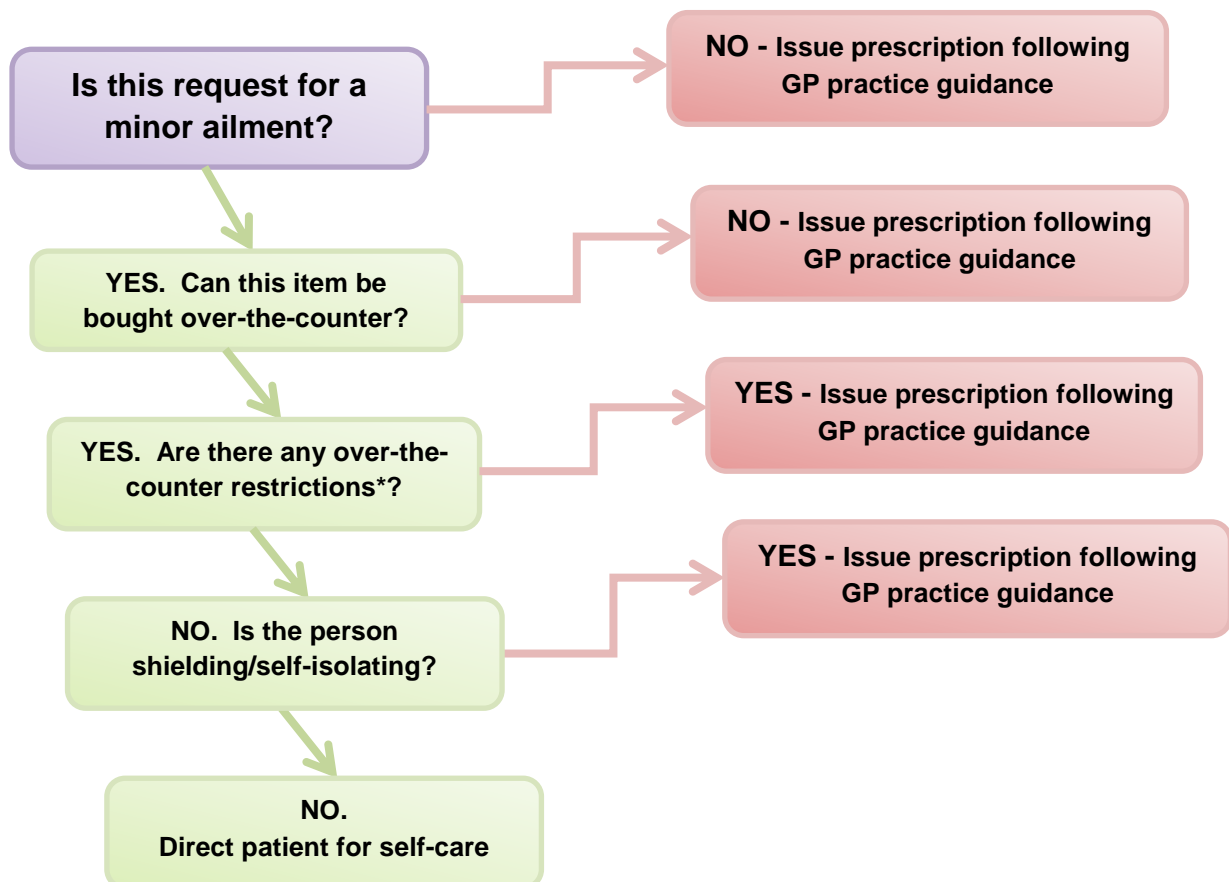 Is this request for a
minor ailment?
NO - Issue prescription following
GP practice guidance
YES.  Can this item be
bought over-the-counter?
NO - Issue prescription following
GP practice guidance
YES.  Are there any over-the-
counter restrictions*?
YES - Issue prescription following
GP practice guidance
NO.  Is the person
shielding/self-isolating?
YES - Issue prescription following
GP practice guidance
NO.
Direct patient for self-care